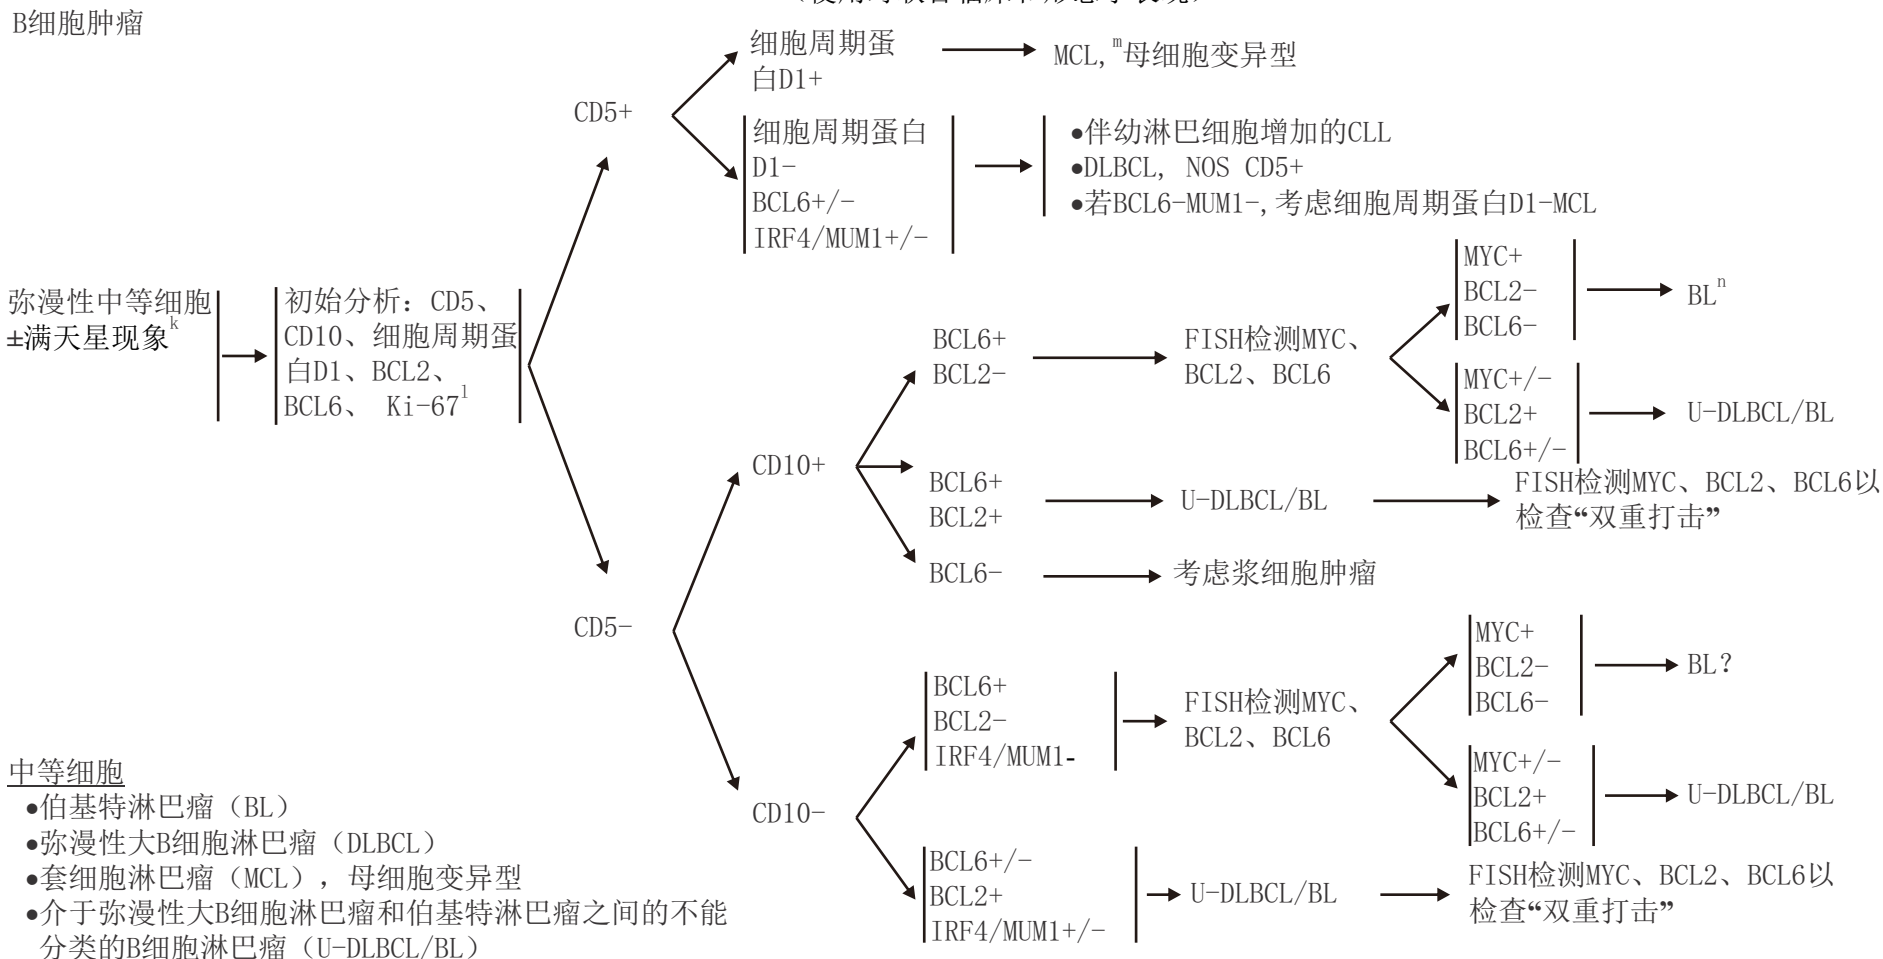 B细胞肿瘤
细胞周期蛋
白D1+
MCL,m母细胞变异型
CD5+
细胞周期蛋白
D1-
BCL6+/-
IRF4/MUM1+/-
●伴幼淋巴细胞增加的CLL
●DLBCL, NOS CD5+
●若BCL6-MUM1-,考虑细胞周期蛋白D1-MCL
弥漫性中等细胞
±满天星现象k
初始分析：CD5、
CD10、细胞周期蛋
白D1、BCL2、
BCL6、 Ki-67l
BCL6+
BCL2-
FISH检测MYC、
BCL2、BCL6
MYC+
BCL2-
BCL6-
BLn
MYC+/-
BCL2+
BCL6+/-
U-DLBCL/BL
CD10+
BCL6+
BCL2+
U-DLBCL/BL
FISH检测MYC、BCL2、BCL6以
检查“双重打击”
BCL6-
考虑浆细胞肿瘤
CD5-
BCL6+
BCL2-
IRF4/MUM1-
FISH检测MYC、
BCL2、BCL6
MYC+
BCL2-
BCL6-
BL?
MYC+/-
BCL2+
BCL6+/-
U-DLBCL/BL
CD10-
BCL6+/-
BCL2+
IRF4/MUM1+/-
U-DLBCL/BL
FISH检测MYC、BCL2、BCL6以
检查“双重打击”
中等细胞
●伯基特淋巴瘤（BL）
●弥漫性大B细胞淋巴瘤（DLBCL）
●套细胞淋巴瘤（MCL），母细胞变异型
●介于弥漫性大B细胞淋巴瘤和伯基特淋巴瘤之间的不能
分类的B细胞淋巴瘤（U-DLBCL/BL）